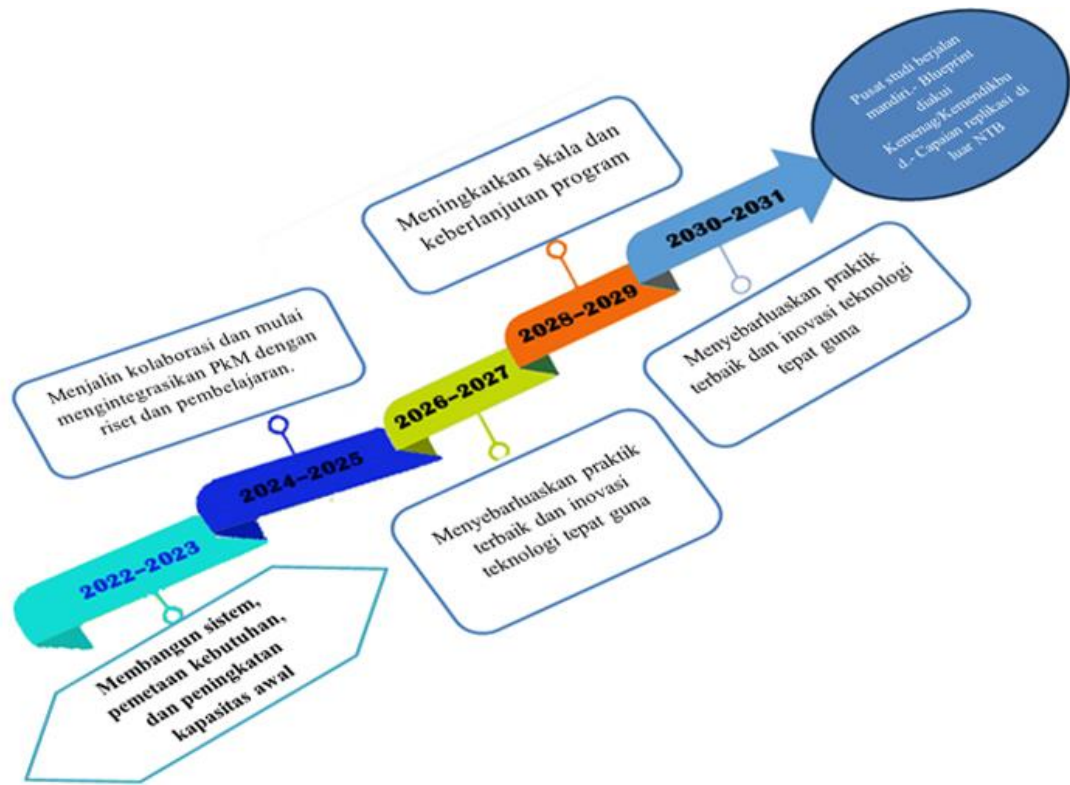 2022–2023
Membangun sistem,
pemetaan kebutuhan,
dan peningkatan
kapasitas awal
2024–2025
Menjalin kolaborasi dan mulai
mengintegrasikan PkM dengan
riset dan pembelajaran.
2026–2027
Menyebarluaskan praktik
terbaik dan inovasi
teknologi tepat guna
2028–2029
Meningkatkan skala dan
keberlanjutan program
2030–2031
Menyebarluaskan praktik
terbaik dan inovasi teknologi
tepat guna
Pusat studi berjalan
mandiri.- Blueprint
diakui
Kemenag/Kemendikbu
d.- Capaian replikasi di
luar NTB